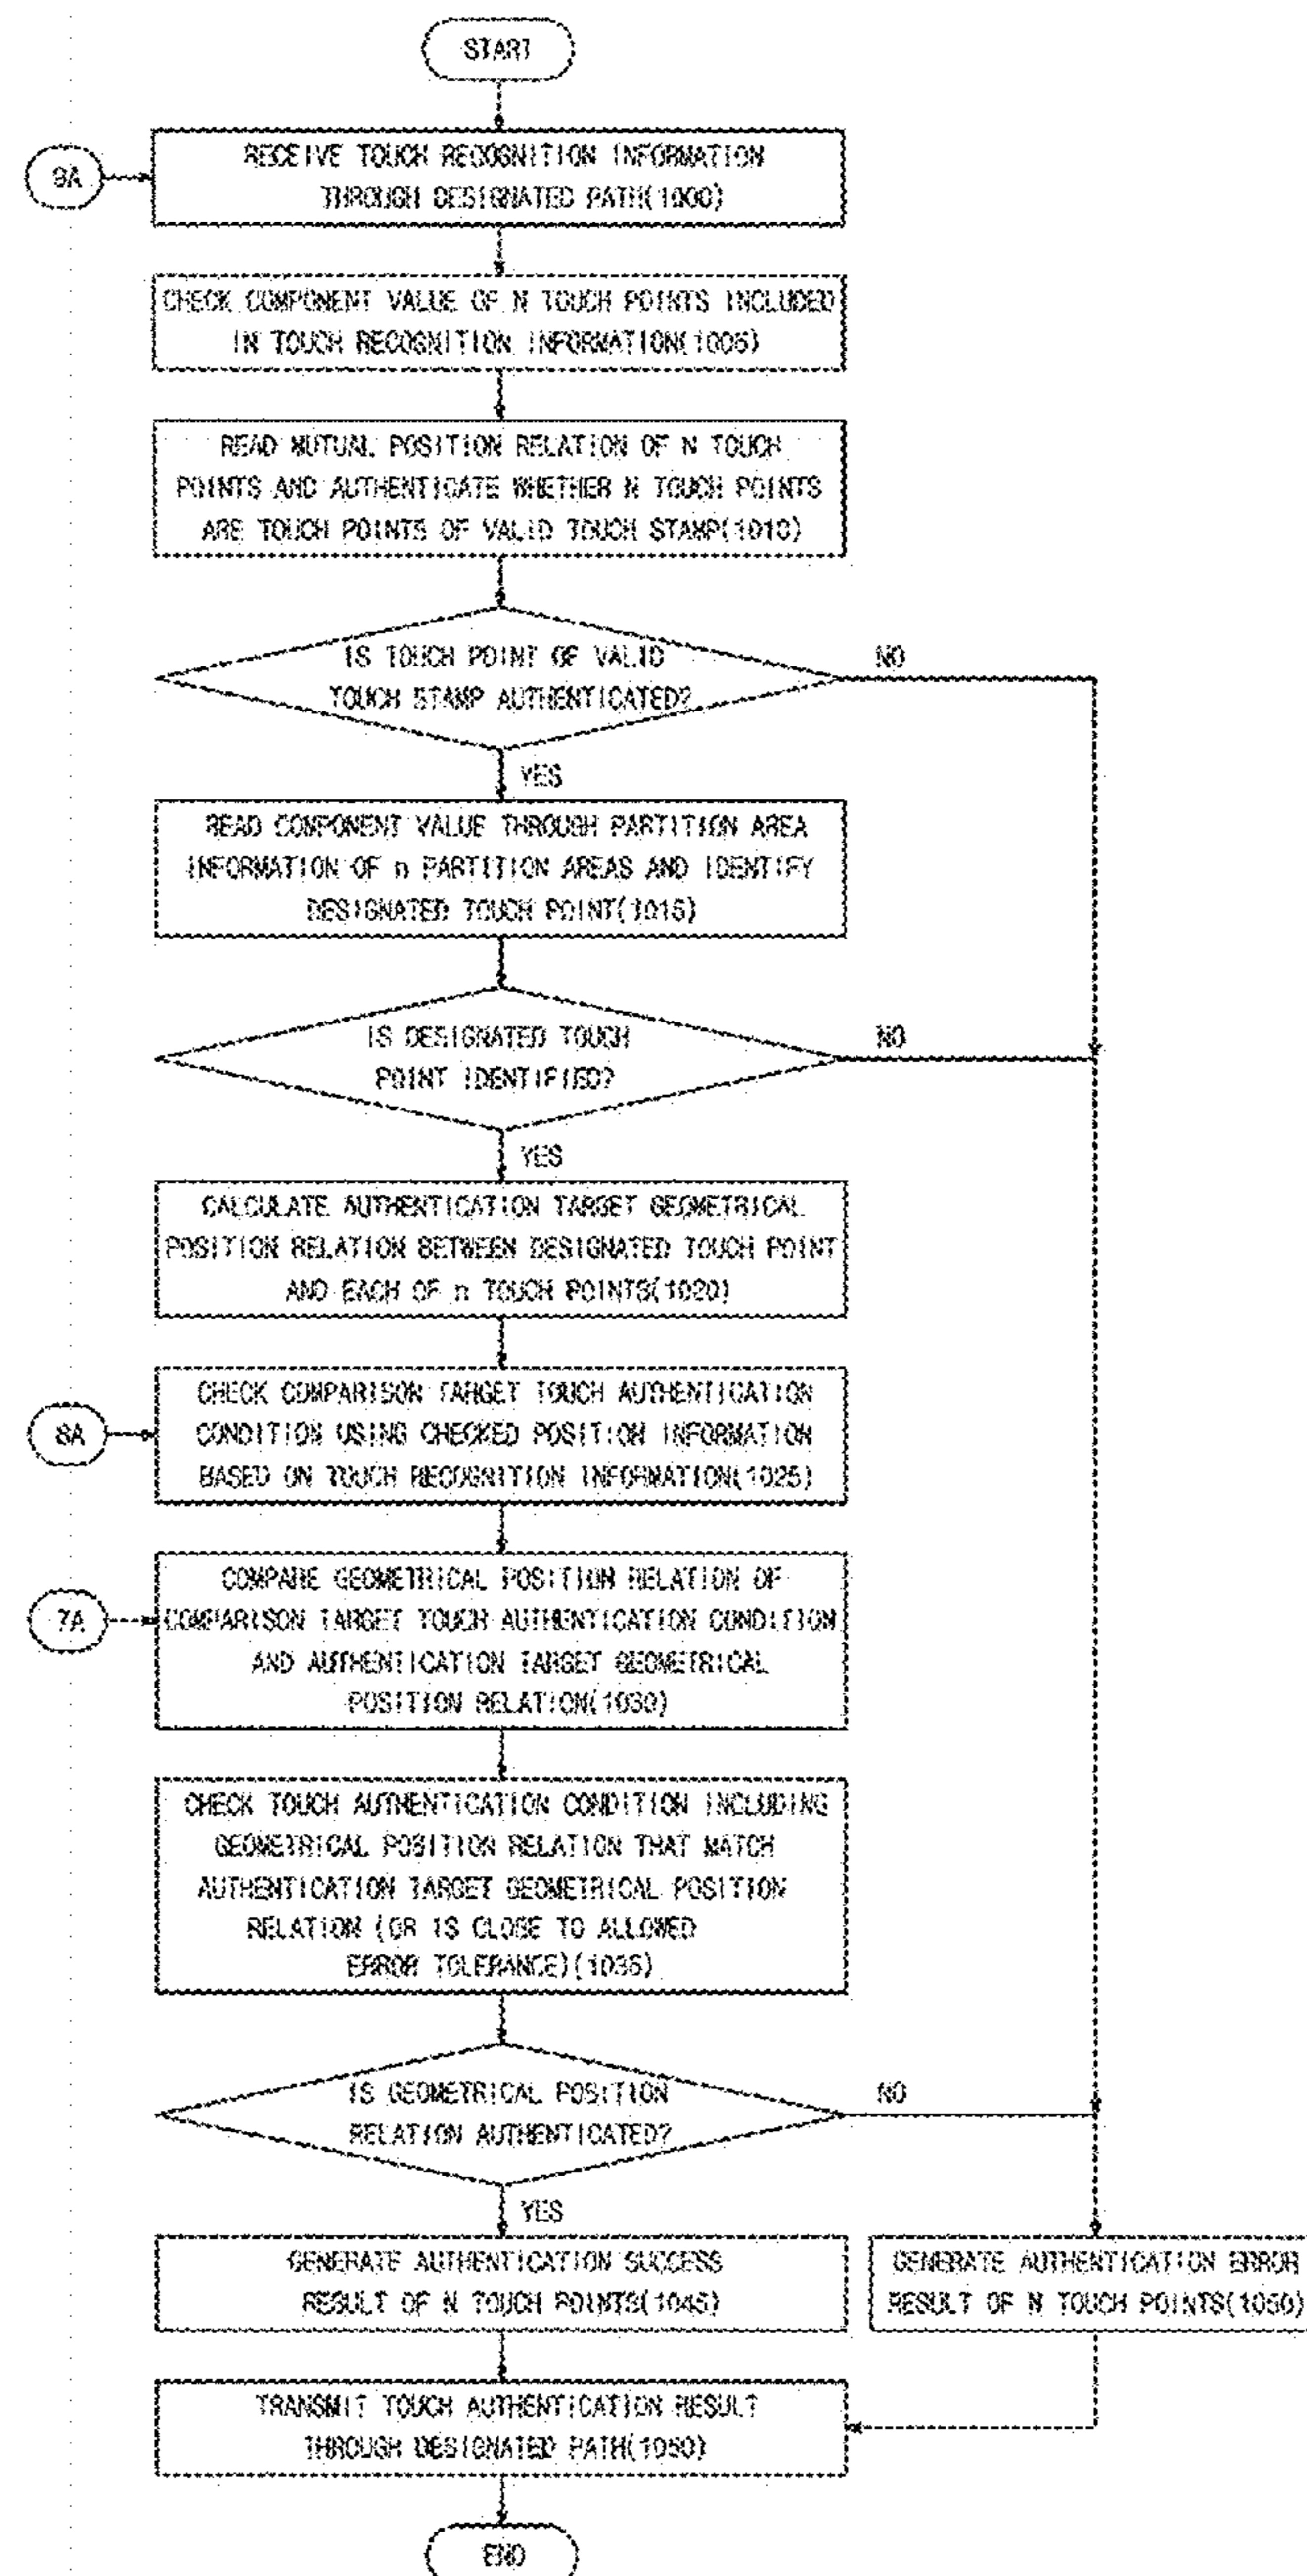 START
9A
RECEIVE TOUCH RECOGNITION INFORMATION
THROUGH DESIGNATED PATH(1000)
CHECK COMPONENT VALUE OF N TOUCH POINTS INCLUDED
IN TOUCH RECOGNITION INFORMATION(1005)
READ MUTUAL POSITION RELATION OF N TOUCH
POINTS AND AUTHENTICATE WHETHER N TOUCH POINTS
ARE TOUCH POINTS OF VALID TOUCH STAMP(1010)
IS TOUCH POINT OF VALID
TOUCH STAMP AUTHENTICATED?
NO
YES
READ COMPONENT VALUE THROUGH PARTITION AREA
INFORMATION OF n PARTITION AREAS AND IDENTIFY
DESIGNATED TOUCH POINT(1015)
IS DESIGNATED TOUCH
POINT IDENTIFIED?
NO
YES
CALCULATE AUTHENTICATION TARGET GEOMETRICAL
POSITION RELATION BETWEEN DESIGNATED TOUCH POINT
AND EACH OF n TOUCH POINTS(1020)
8A
CHECK COMPARISON TARGET TOUCH AUTHENTICATION
CONDITION USING CHECKED POSITION INFORMATION
BASED ON TOUCH RECOGNITION INFORMATION(1025)
7A
COMPARE GEOMETRICAL POSITION RELATION OF
COMPARISON TARGET TOUCH AUTHENTICATION CONDITION
AND AUTHENTICATION TARGET GEOMETRICAL
POSITION RELATION(1030)
CHECK TOUCH AUTHENTICATION CONDITION INCLUDING
GEOMETRICAL POSITION RELATION THAT MATCH
AUTHENTICATION TARGET GEOMETRICAL POSITION
RELATION (OR IS CLOSE TO ALLOWED
ERROR TOLERANCE)(1035)
IS GEOMETRICAL POSITION
RELATION AUTHENTICATED?
NO
YES
GENERATE AUTHENTICATION SUCCESS
RESULT OF N TOUCH POINTS(1045)
GENERATE AUTHENTICATION ERROR
RESULT OF N TOUCH POINTS(1050)
TRANSMIT TOUCH AUTHENTICATION RESULT
THROUGH DESIGNATED PATH(1050)
END